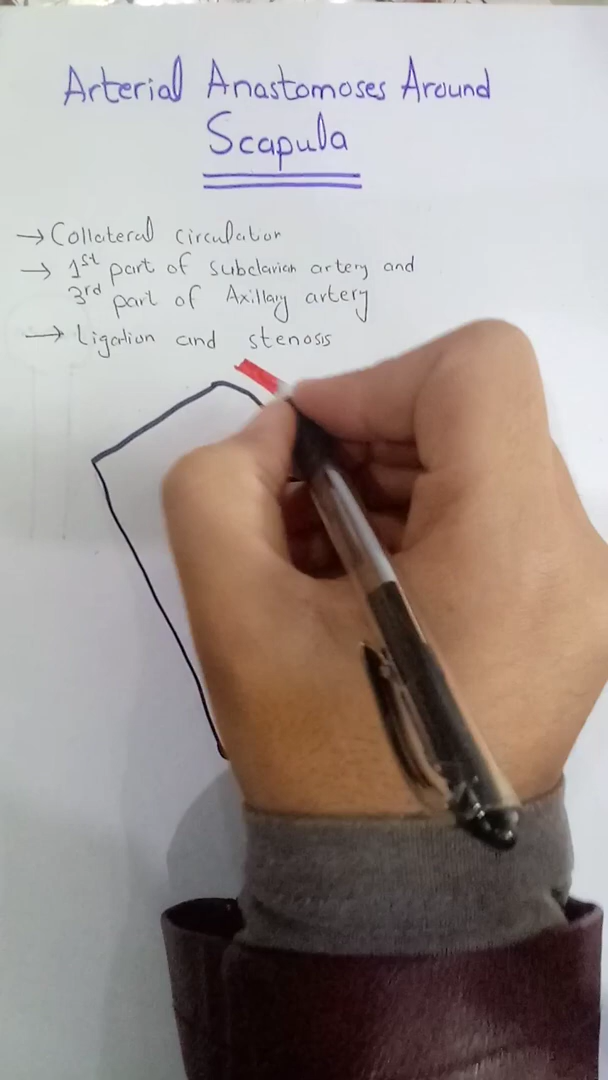 Arterial Anastomoses Around
Scapula
→ Collateral circulation
→ 1st part of subclavian artery and
3rd part of Axillary artery
→ Ligation and stenosis